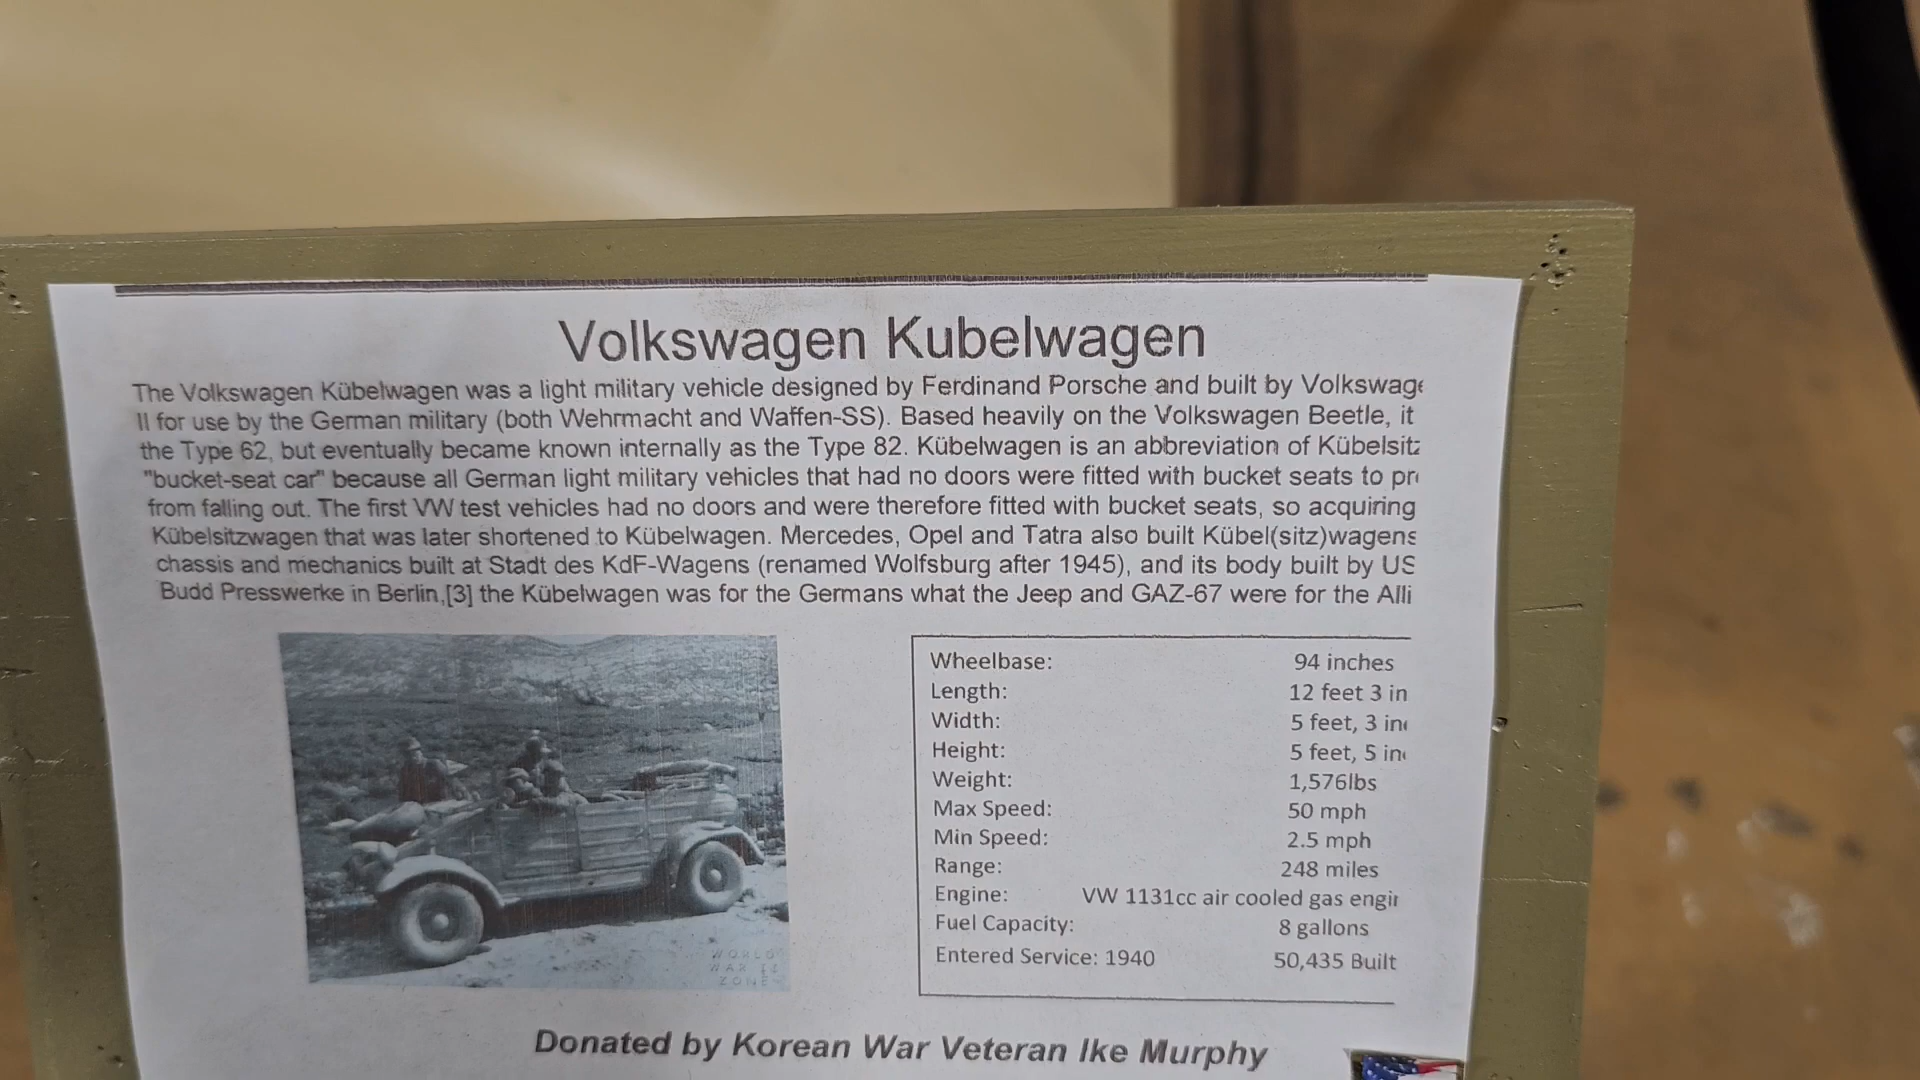 Volkswagen Kubelwagen
The Volkswagen Kübelwagen was a light military vehicle designed by Ferdinand Porsche and built by Volkswag
II for use by the German military (both Wehrmacht and Waffen-SS). Based heavily on the Volkswagen Beetle, it
the Type 62, but eventually became known internally as the Type 82. Kübelwagen is an abbreviation of Kübelsitz
"bucket-seat car" because all German light military vehicles that had no doors were fitted with bucket seats to pr
from falling out. The first VW test vehicles had no doors and were therefore fitted with bucket seats, so acquiring
Kübelsitzwagen that was later shortened to Kübelwagen. Mercedes, Opel and Tatra also built Kübel(sitz)wagens
chassis and mechanics built at Stadt des KdF-Wagens (renamed Wolfsburg after 1945), and its body built by US
Budd Presswerke in Berlin,[3] the Kübelwagen was for the Germans what the Jeep and GAZ-67 were for the Alli
Wheelbase: 94 inches
Length: 12 feet 3 in
Width: 5 feet, 3 in
Height: 5 feet, 5 in
Weight: 1,576lbs
Max Speed: 50 mph
Min Speed: 2.5 mph
Range: 248 miles
Engine: VW 1131cc air cooled gas engi
Fuel Capacity: 8 gallons
Entered Service: 1940 50,435 Built
WORLD
WAR II
ZONE
Donated by Korean War Veteran Ike Murphy